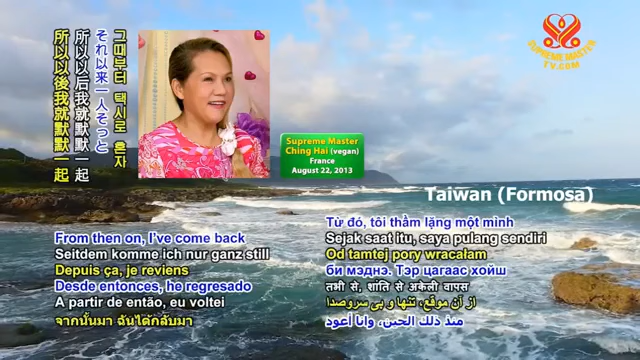 그때부터 택시로 혼자
それ以来一人そっと
所以以后我就默默一起
所以以後我就默默一起
SUPREME MASTER
TV.COM
Supreme Master
Ching Hai (vegan)
France
August 22, 2013
Taiwan (Formosa)
From then on, I've come back
Seitdem komme ich nur ganz still
Depuis ça, je reviens
Desde entonces, he regresado
A partir de então, eu voltei
จากนั้นมา ฉันได้กลับมา
Từ đó, tôi thầm lặng một mình
Sejak saat itu, saya pulang sendiri
Od tamtej pory wracałam
би мэднэ. Тэр цагаас хойш
तभी से, शांति से अकेली वापस
از آن موقع، تنها و بی سروصدا
منذ ذلك الحين، وانا أعود